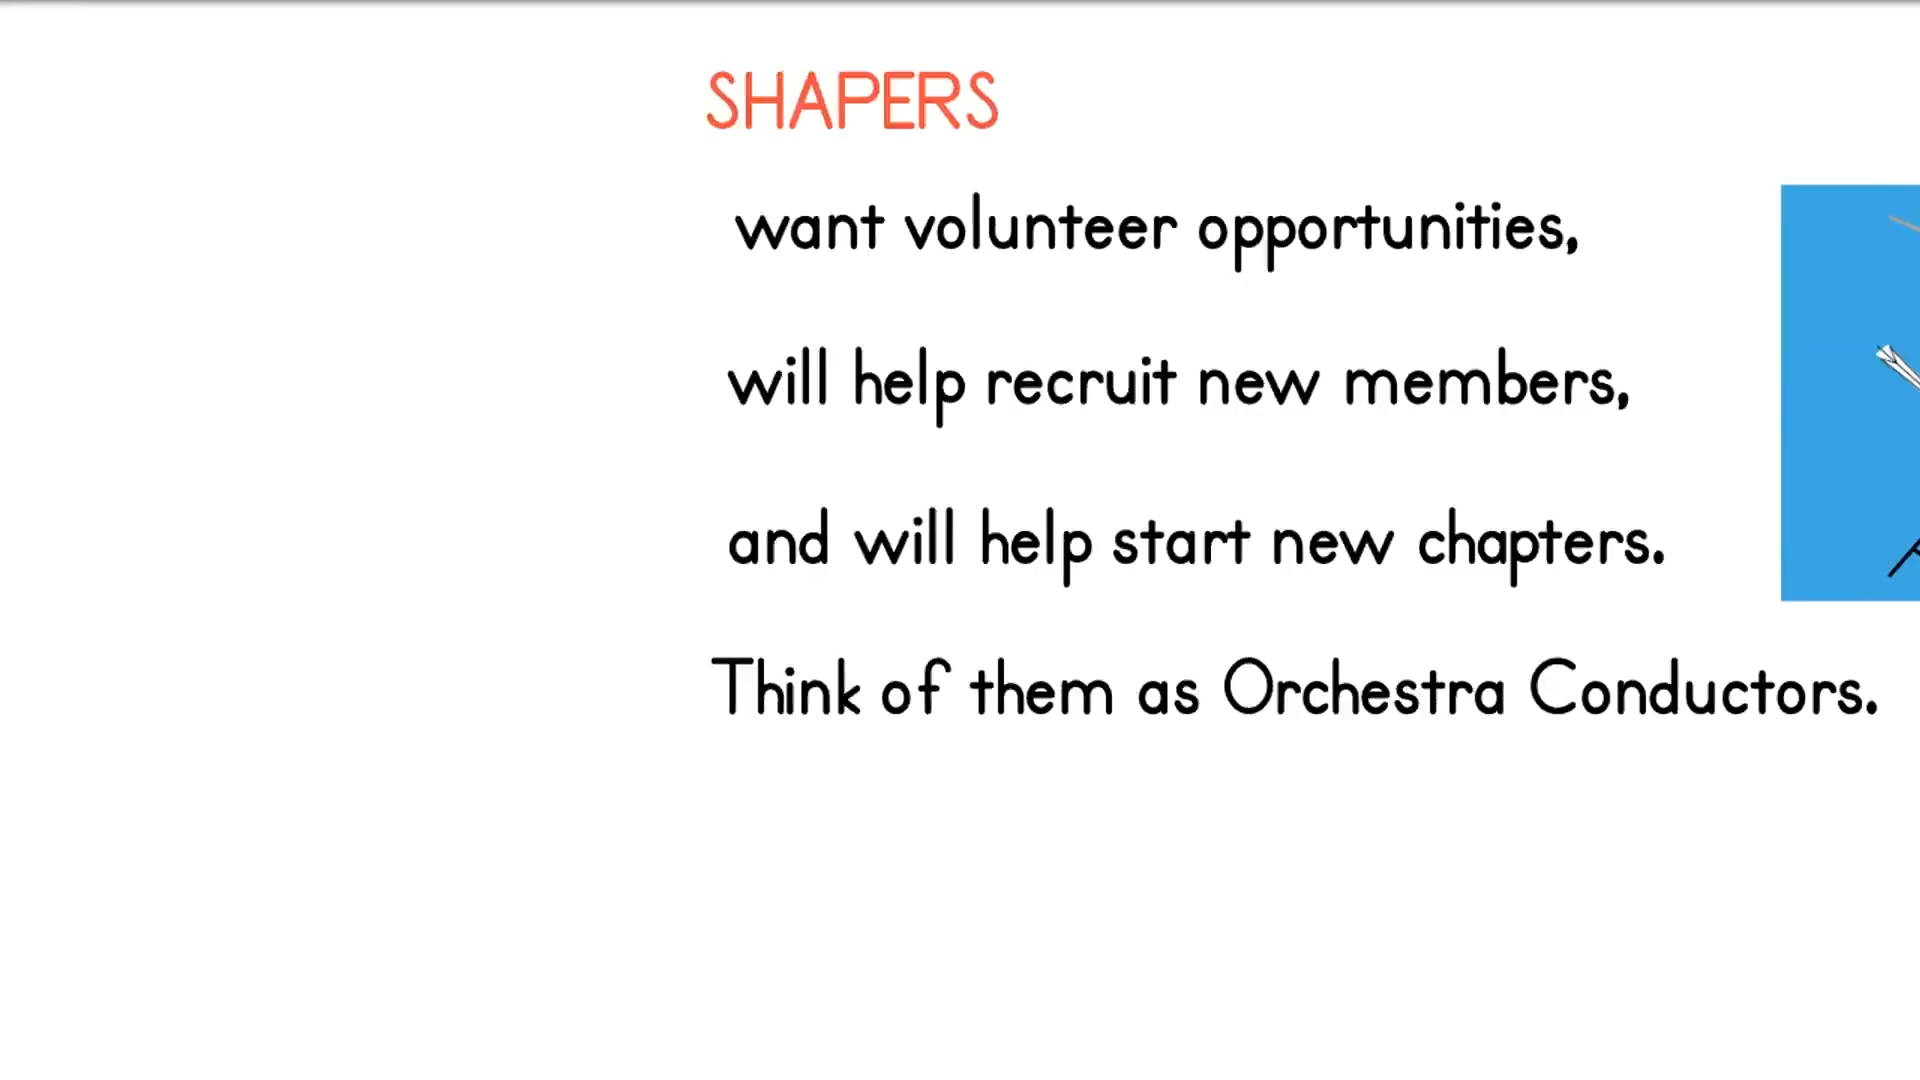 SHAPERS
want volunteer opportunities,
will help recruit new members,
and will help start new chapters.
Think of them as Orchestra Conductors.